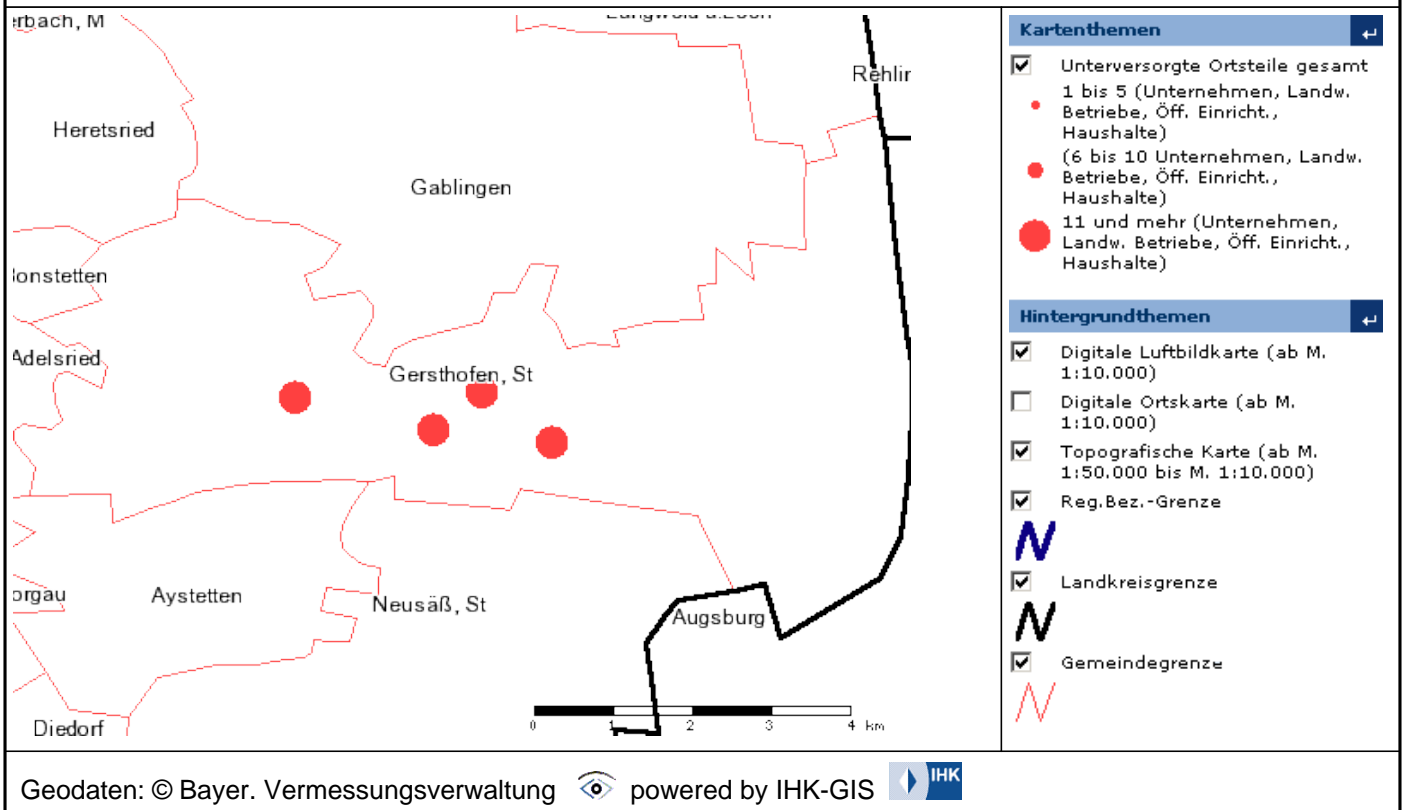 erbach, M
Rehlin
Heretsried
Gablingen
Bonstetten
Adelsried
Gersthofen, St
orgau
Aystetten
Neusäß, St
Augsburg
Diedorf
0 1 2 3 4 km
Kartenthemen
Unterversorgte Ortsteile gesamt
1 bis 5 (Unternehmen, Landw.
Betriebe, Öff. Einricht.,
Haushalte)
(6 bis 10 Unternehmen, Landw.
Betriebe, Öff. Einricht.,
Haushalte)
11 und mehr (Unternehmen,
Landw. Betriebe, Öff. Einricht.,
Haushalte)
Hintergrundthemen
Digitale Luftbildkarte (ab M.
1:10.000)
Digitale Ortskarte (ab M.
1:10.000)
Topografische Karte (ab M.
1:50.000 bis M. 1:10.000)
Reg.Bez.-Grenze
Landkreisgrenze
Gemeindegrenze
Geodaten: © Bayer. Vermessungsverwaltung powered by IHK-GIS IHK